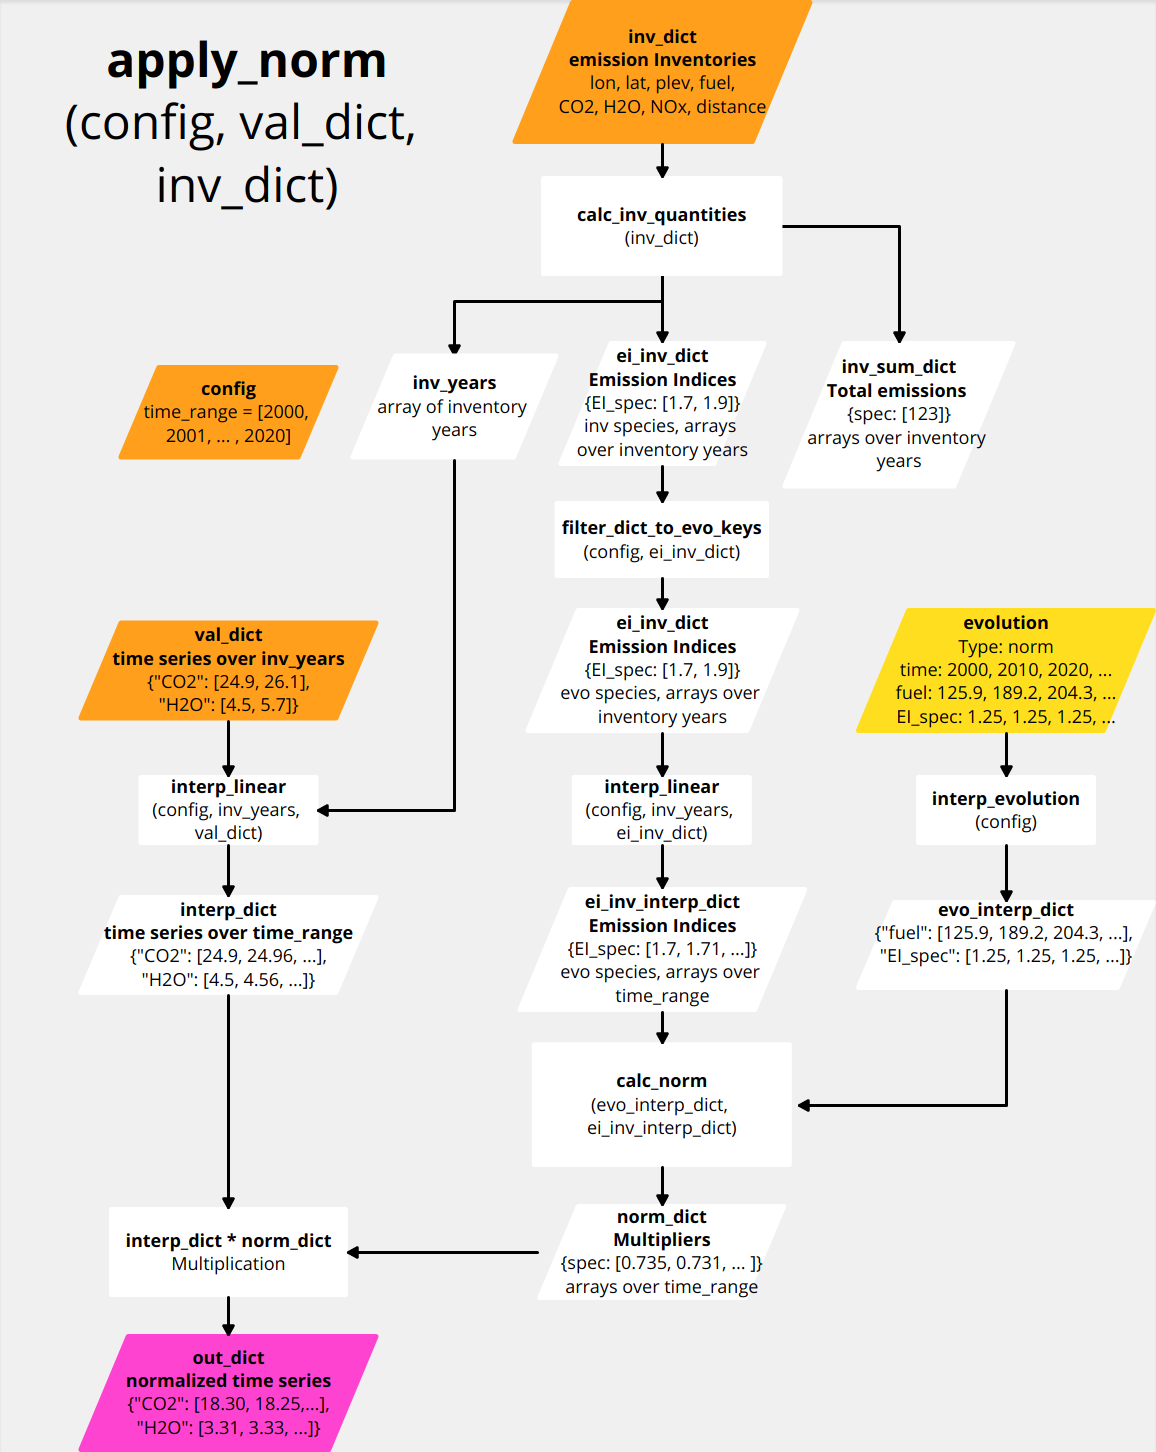 apply_norm
(config, val_dict,
inv_dict)
inv_dict
emission Inventories
lon, lat, plev, fuel,
CO2, H2O, NOx, distance
calc_inv_quantities
(inv_dict)
config
time_range = [2000,
2001, ... , 2020]
inv_years
array of inventory
years
ei_inv_dict
Emission Indices
{EI_spec: [1.7, 1.9]}
inv species, arrays
over inventory years
inv_sum_dict
Total emissions
{spec: [123]}
arrays over inventory
years
filter_dict_to_evo_keys
(config, ei_inv_dict)
val_dict
time series over inv_years
{"CO2": [24.9, 26.1],
"H2O": [4.5, 5.7]}
ei_inv_dict
Emission Indices
{EI_spec: [1.7, 1.9]}
evo species, arrays over
inventory years
evolution
Type: norm
time: 2000, 2010, 2020, ...
fuel: 125.9, 189.2, 204.3, ...
EI_spec: 1.25, 1.25, 1.25, ...
interp_linear
(config, inv_years,
val_dict)
interp_linear
(config, inv_years,
ei_inv_dict)
interp_evolution
(config)
interp_dict
time series over time_range
{"CO2": [24.9, 24.96, ...],
"H2O": [4.5, 4.56, ...]}
ei_inv_interp_dict
Emission Indices
{EI_spec: [1.7, 1.71, ...]}
evo species, arrays over
time_range
evo_interp_dict
{"fuel": [125.9, 189.2, 204.3, ...],
"EI_spec": [1.25, 1.25, 1.25, ...]}
calc_norm
(evo_interp_dict,
ei_inv_interp_dict)
interp_dict * norm_dict
Multiplication
norm_dict
Multipliers
{spec: [0.735, 0.731, ... ]}
arrays over time_range
out_dict
normalized time series
{"CO2": [18.30, 18.25,...],
"H2O": [3.31, 3.33, ...]}